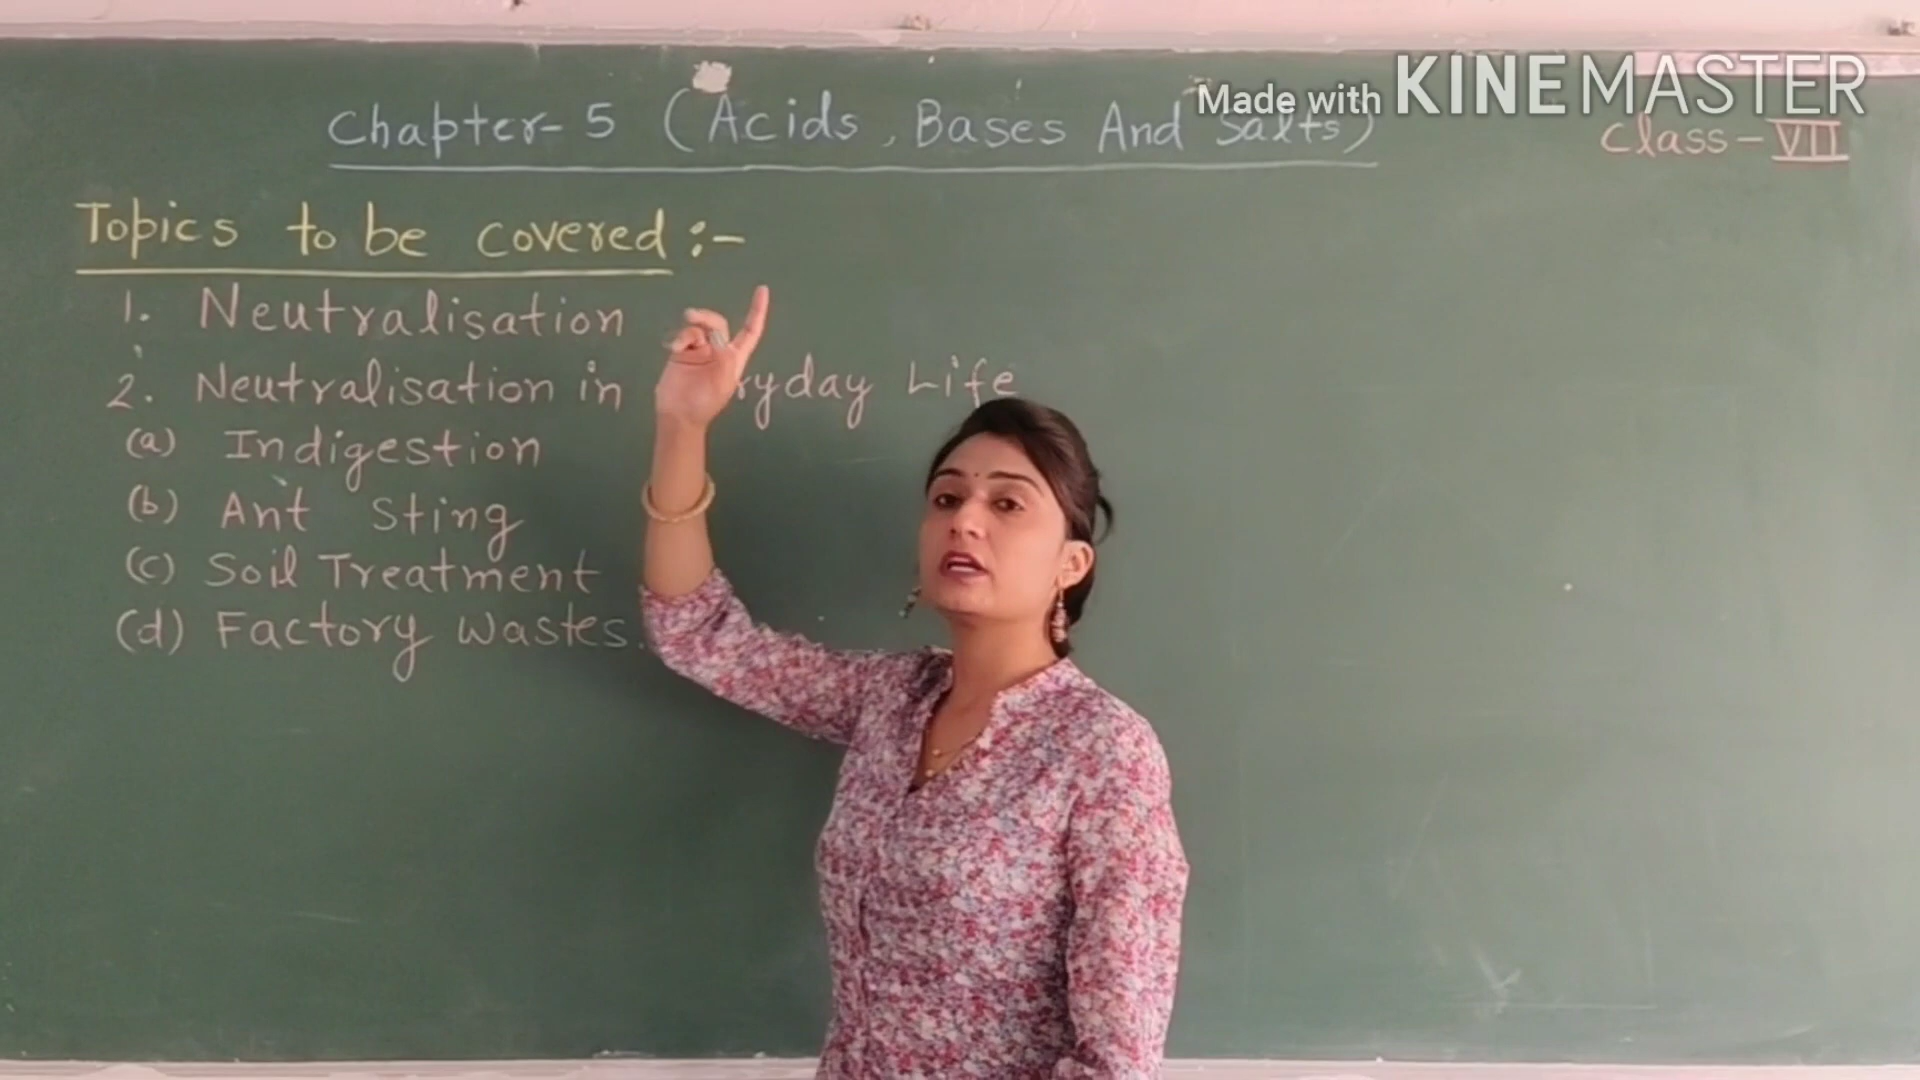 Made with KINEMASTER
Chapter-5 (Acids, Bases And Salts)
Class-VII
Topics to be covered :-
1. Neutralisation
2. Neutralisation in ryday Life
(a) Indigestion
(b) Ant Sting
(c) Soil Treatment
(d) Factory Wastes.